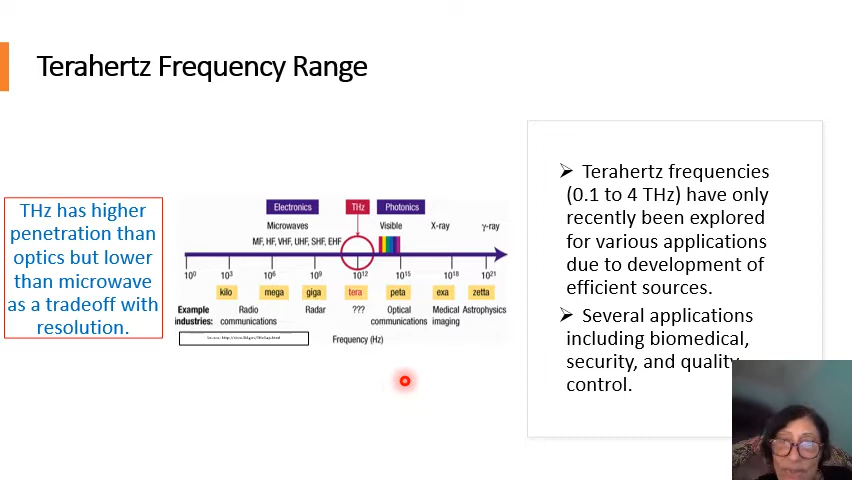 Terahertz Frequency Range
THz has higher
penetration than
optics but lower
than microwave
as a tradeoff with
resolution.
Electronics THz Photonics
Microwaves Visible X-ray γ-ray
MF, HF, VHF, UHF, SHF, EHF
10⁰ 10³ 10⁶ 10⁹ 10¹² 10¹⁵ 10¹⁸ 10²¹
kilo mega giga tera peta exa zetta
Example Radio Radar ??? Optical Medical Astrophysics
industries: communications communications imaging
Frequency (Hz)
➢ Terahertz frequencies
(0.1 to 4 THz) have only
recently been explored
for various applications
due to development of
efficient sources.
➢ Several applications
including biomedical,
security, and quality
control.